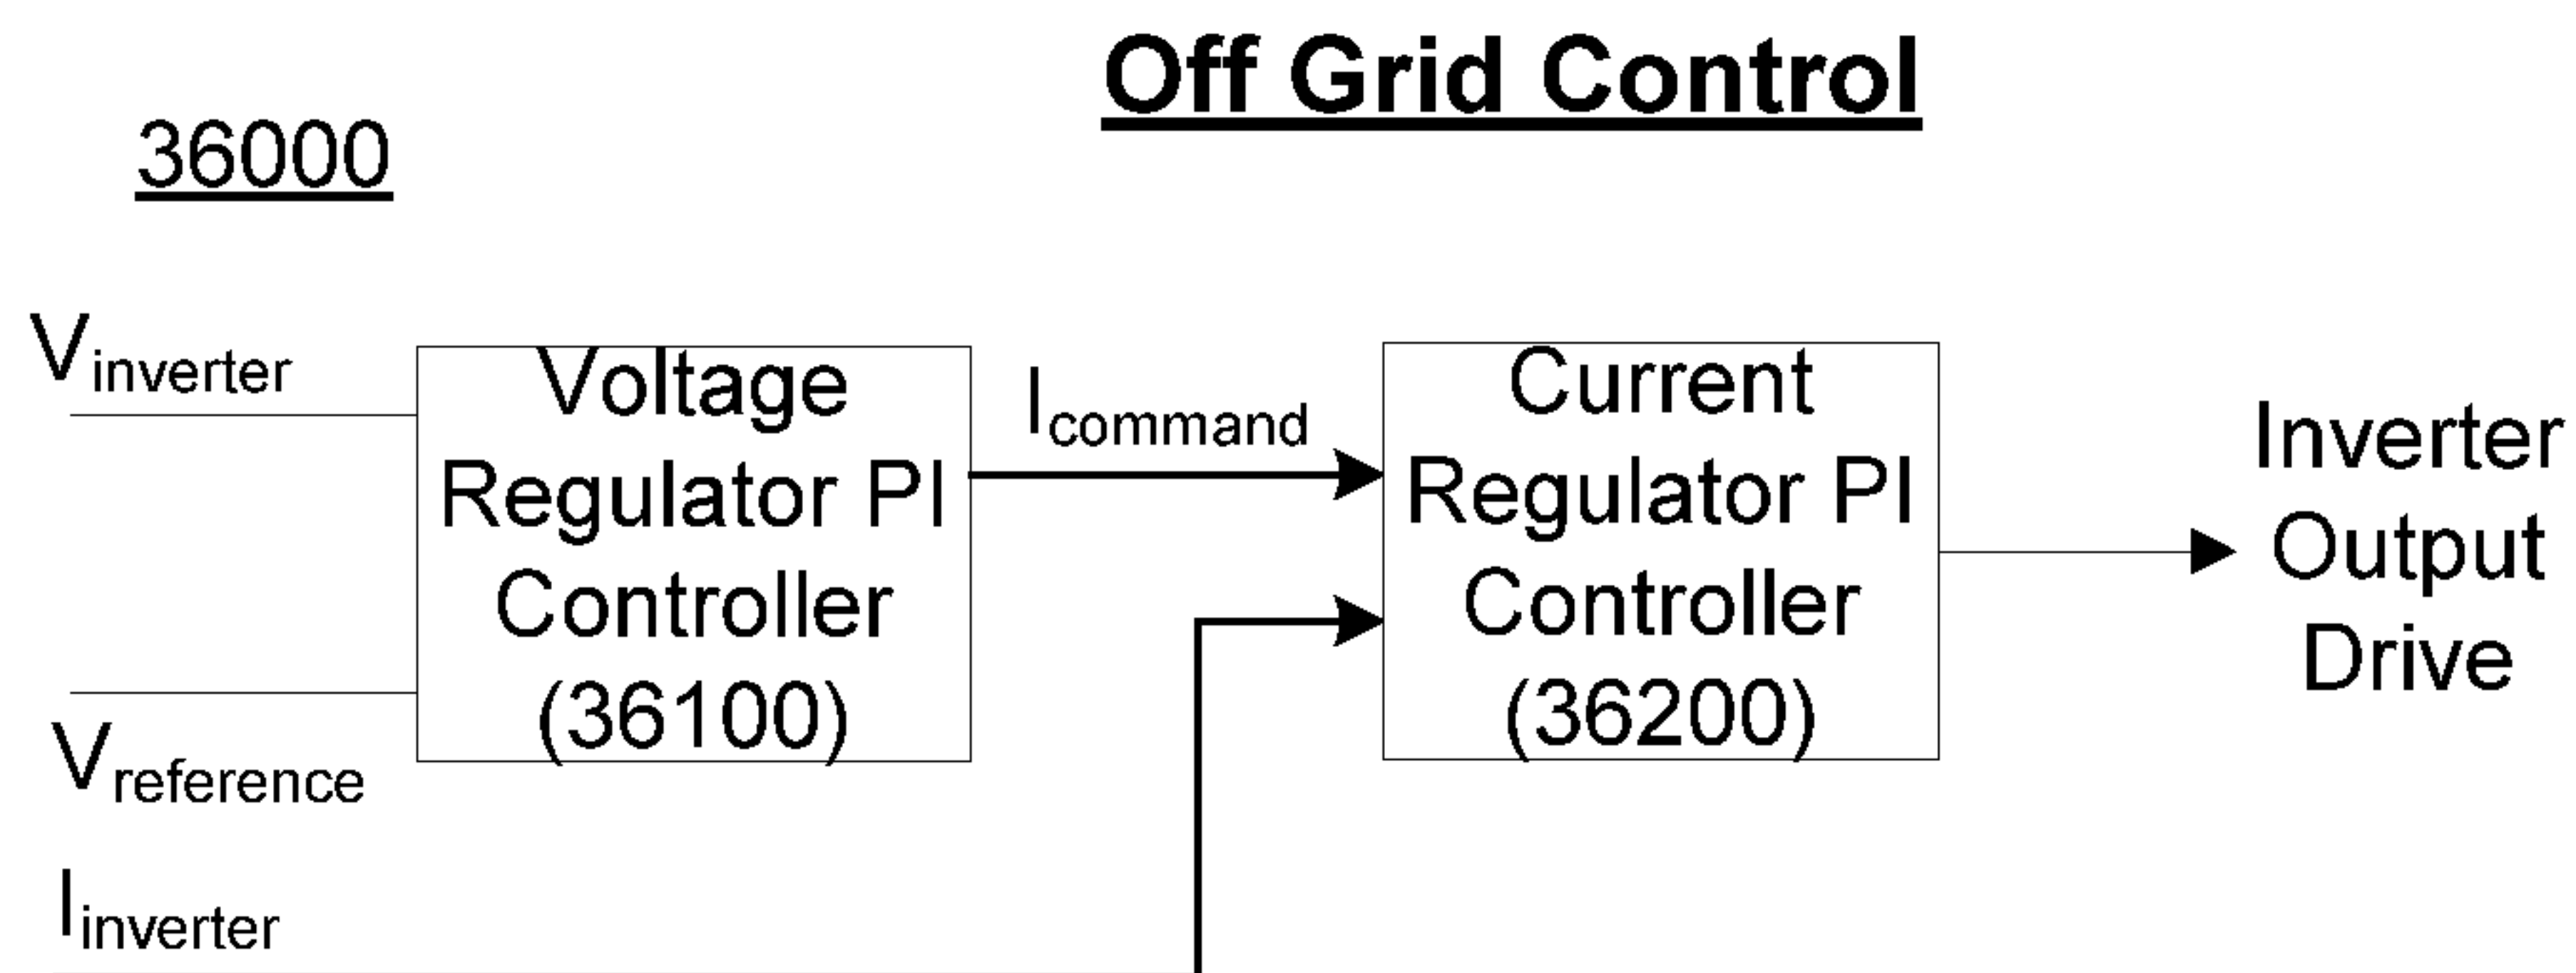 Off Grid Control
36000
Vinverter
Voltage
Regulator PI
Controller
(36100)
Vreference
Iinverter
Icommand
Current
Regulator PI
Controller
(36200)
Inverter
Output
Drive